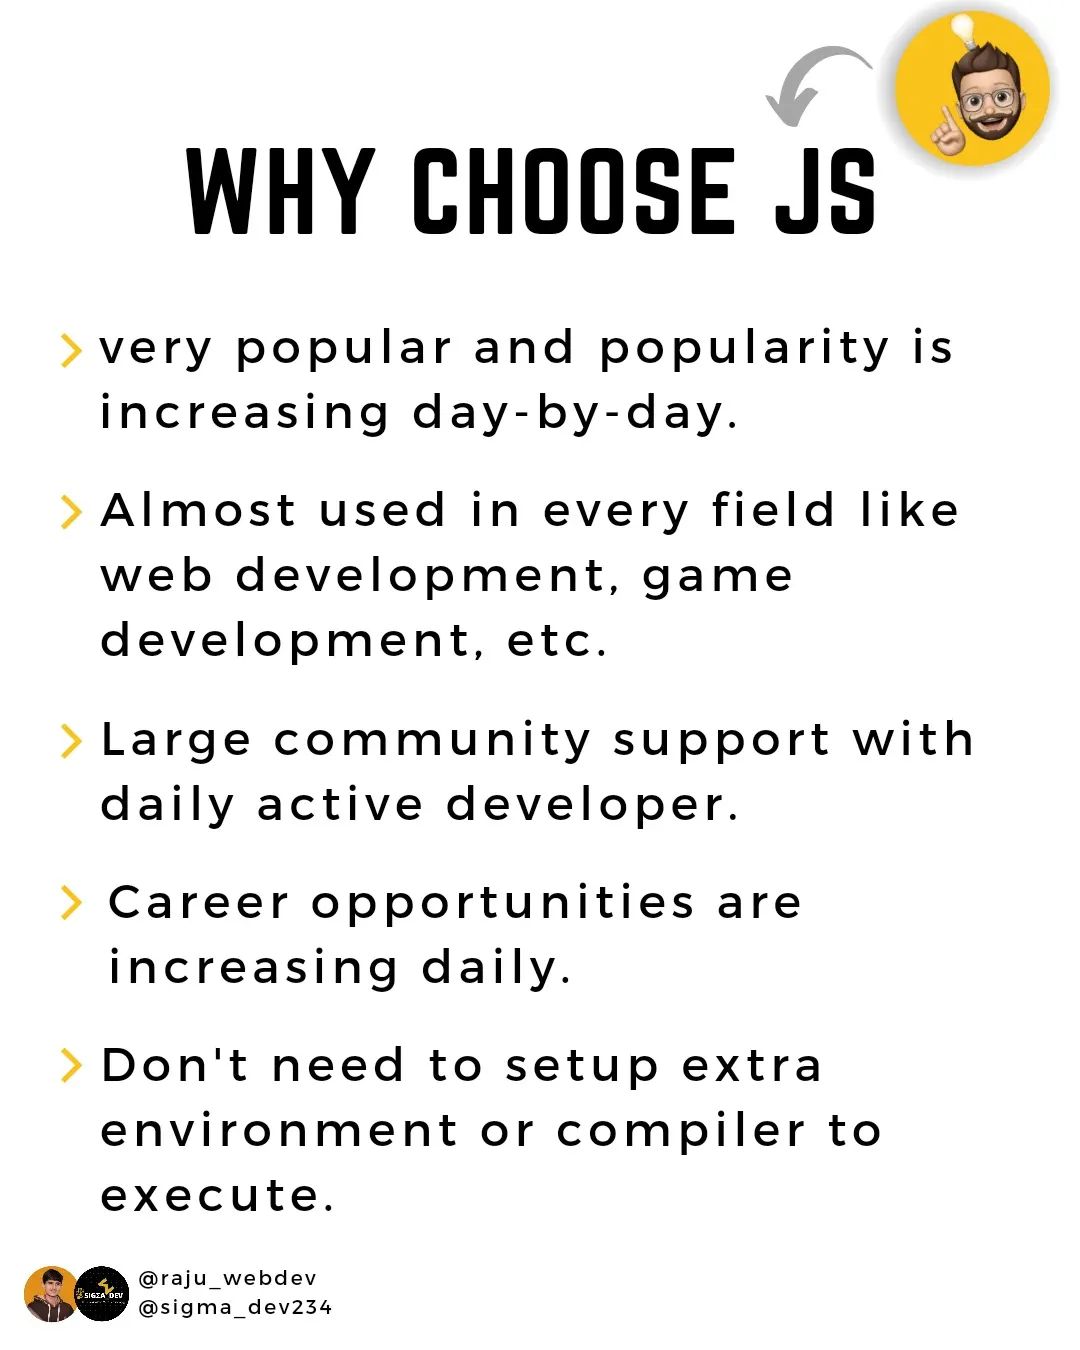 WHY CHOOSE JS
very popular and popularity is
increasing day-by-day.
Almost used in every field like
web development, game
development, etc.
Large community support with
daily active developer.
Career opportunities are
increasing daily.
Don't need to setup extra
environment or compiler to
execute.
@raju_webdev
@sigma_dev234